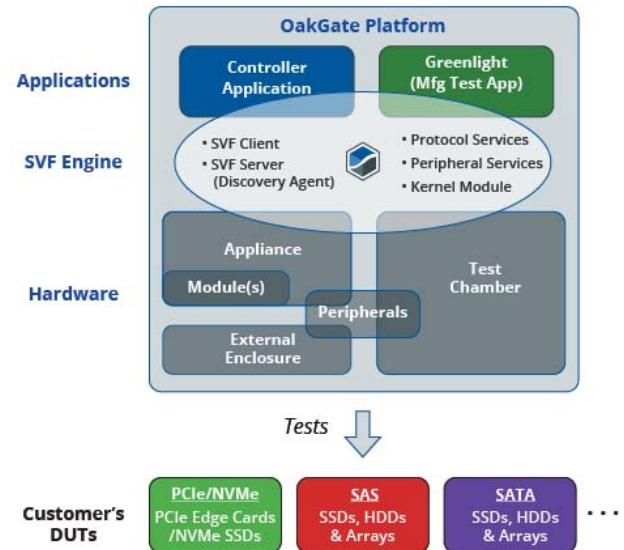 OakGate Platform
Applications
Controller
Application
Greenlight
(Mfg Test App)
SVF Engine
• SVF Client
• SVF Server
(Discovery Agent)
• Protocol Services
• Peripheral Services
• Kernel Module
Hardware
Appliance
Module(s)
Peripherals
External
Enclosure
Test
Chamber
Tests
Customer's
DUTs
PCIe/NVMe
PCIe Edge Cards
/NVMe SSDs
SAS
SSDs, HDDs
& Arrays
SATA
SSDs, HDDs
& Arrays
• • •